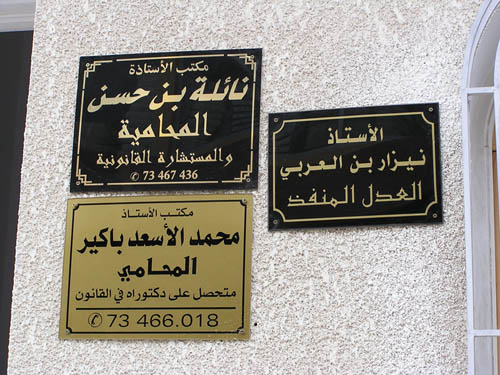 مكتب الأستاذة
نائلة بن حسن
المحامية
والمستشارة القانونية
✆ 73 467 436
الأستاذ
نيزار بن العربي
العدل المنفذ
مكتب الأستاذ
محمد الأسعد باكير
المحامي
متحصل على دكتوراه في القانون
✆ 73 466.018